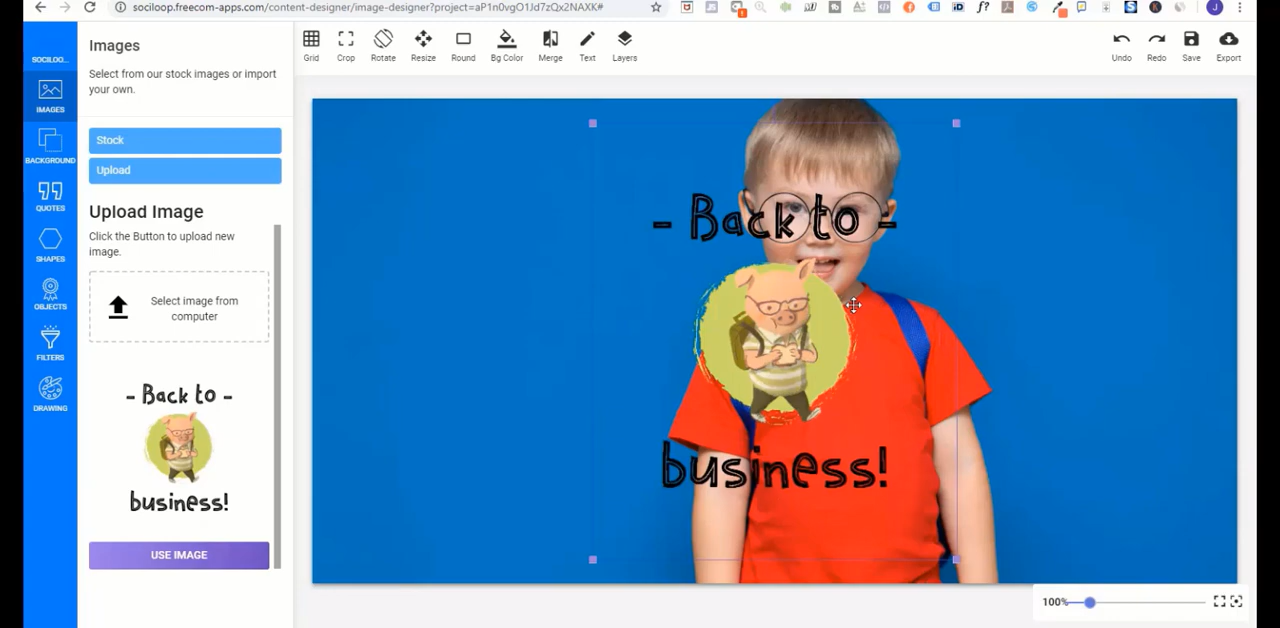 sociloop.freecom-apps.com/content-designer/image-designer?project=aP1n0vgO1Jd7zQx2NAXK#
SOCILOO...
IMAGES
BACKGROUND
QUOTES
SHAPES
OBJECTS
FILTERS
DRAWING
Images
Select from our stock images or import
your own.
Stock
Upload
Upload Image
Click the Button to upload new
image.
Select image from
computer
- Back to -
business!
USE IMAGE
Grid
Crop
Rotate
Resize
Round
Bg Color
Merge
Text
Layers
Undo
Redo
Save
Export
- Back to -
business!
100%